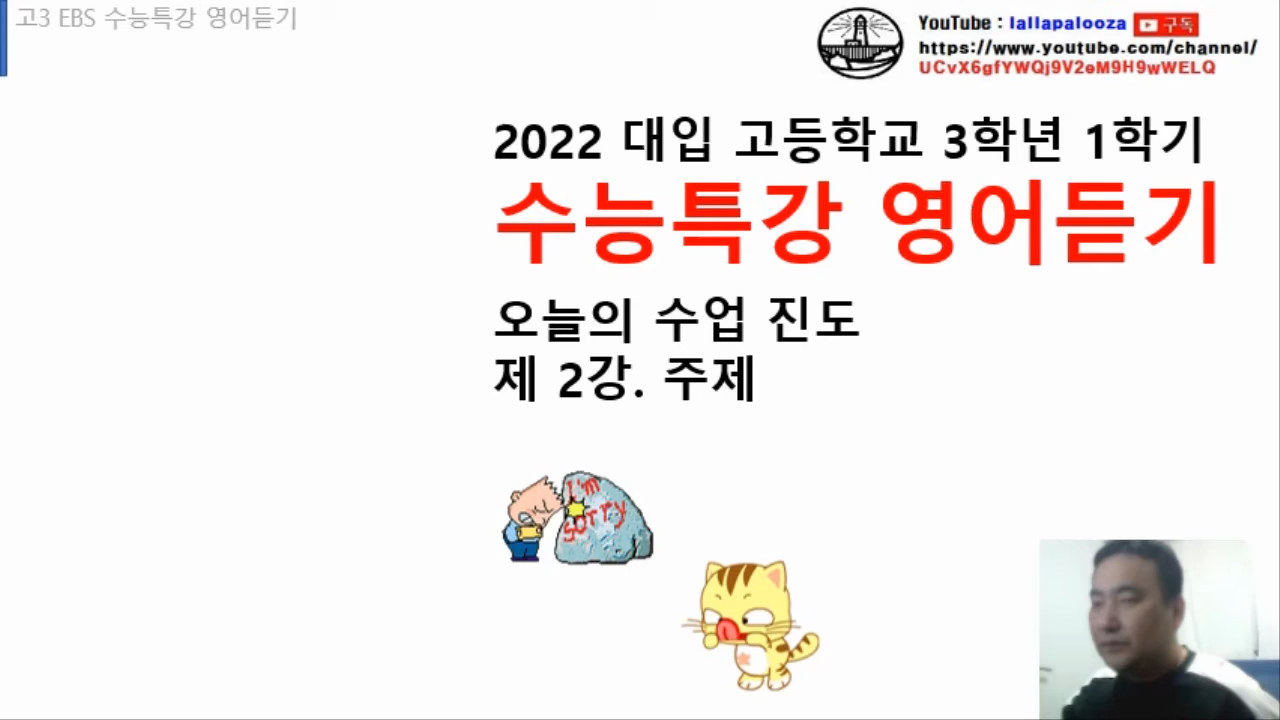 고3 EBS 수능특강 영어듣기
YouTube : lallapalooza 구독
https://www.youtube.com/channel/
UCvX6gfYWQj9V2eM9H9wWELQ
2022 대입 고등학교 3학년 1학기
수능특강 영어듣기
오늘의 수업 진도
제 2강. 주제
I'm
sorry